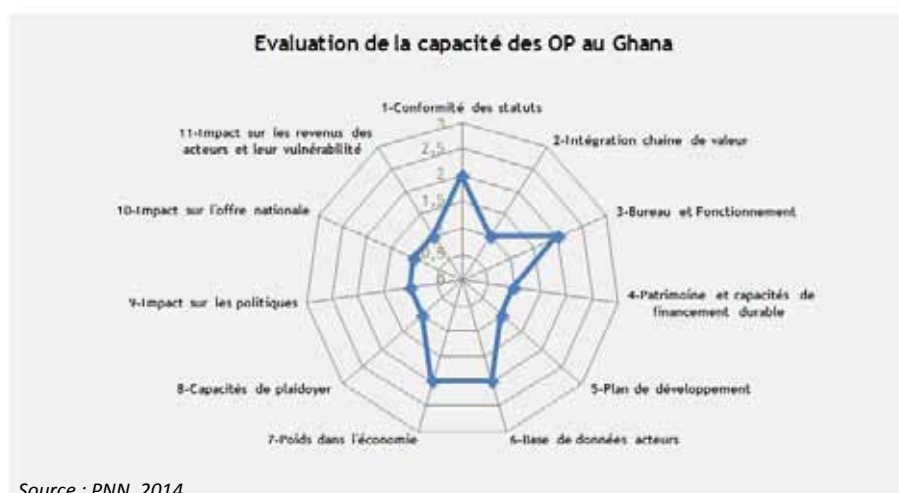 Evaluation de la capacité des OP au Ghana
1-Conformité des statuts
2-Intégration chaine de valeur
3-Bureau et Fonctionnement
4-Patrimoine et capacités de
financement durable
5-Plan de développement
6-Base de données acteurs
7-Poids dans l'économie
8-Capacités de plaidoyer
9-Impact sur les politiques
10-Impact sur l'offre nationale
11-Impact sur les revenus des
acteurs et leur vulnérabilité
3
2,5
2
1,5
0,5
0
Source : PNN, 2014